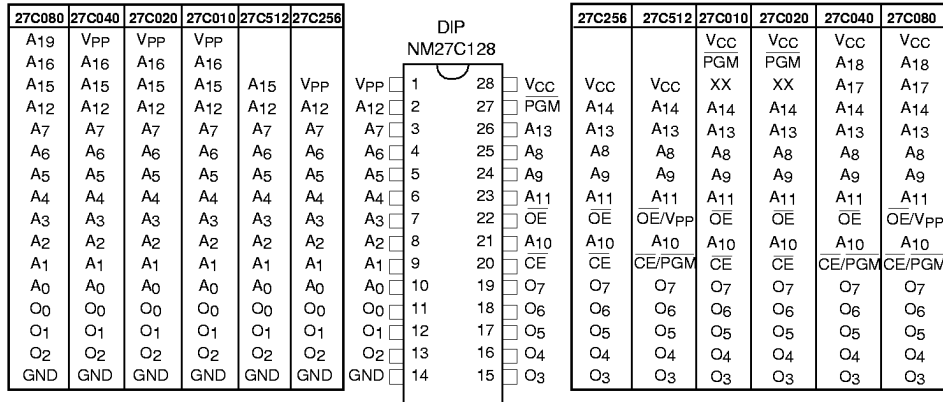 27C080 27C040 27C020 27C010 27C512 27C256 DIP 27C256 27C512 27C010 27C020 27C040 27C080
A19 VPP VPP VPP NM27C128 VCC VCC VCC VCC
A16 A16 A16 A16 PGM PGM A18 A18
A15 A15 A15 A15 A15 VPP VPP 1 28 VCC VCC VCC XX XX A17 A17
A12 A12 A12 A12 A12 A12 A12 2 27 PGM A14 A14 A14 A14 A14 A14
A7 A7 A7 A7 A7 A7 A7 3 26 A13 A13 A13 A13 A13 A13 A13
A6 A6 A6 A6 A6 A6 A6 4 25 A8 A8 A8 A8 A8 A8 A8
A5 A5 A5 A5 A5 A5 A5 5 24 A9 A9 A9 A9 A9 A9 A9
A4 A4 A4 A4 A4 A4 A4 6 23 A11 A11 A11 A11 A11 A11 A11
A3 A3 A3 A3 A3 A3 A3 7 22 OE OE OE/VPP OE OE OE OE/VPP
A2 A2 A2 A2 A2 A2 A2 8 21 A10 A10 A10 A10 A10 A10 A10
A1 A1 A1 A1 A1 A1 A1 9 20 CE CE CE/PGM CE CE CE/PGM CE/PGM
A0 A0 A0 A0 A0 A0 A0 10 19 O7 O7 O7 O7 O7 O7 O7
O0 O0 O0 O0 O0 O0 O0 11 18 O6 O6 O6 O6 O6 O6 O6
O1 O1 O1 O1 O1 O1 O1 12 17 O5 O5 O5 O5 O5 O5 O5
O2 O2 O2 O2 O2 O2 O2 13 16 O4 O4 O4 O4 O4 O4 O4
GND GND GND GND GND GND GND 14 15 O3 O3 O3 O3 O3 O3 O3